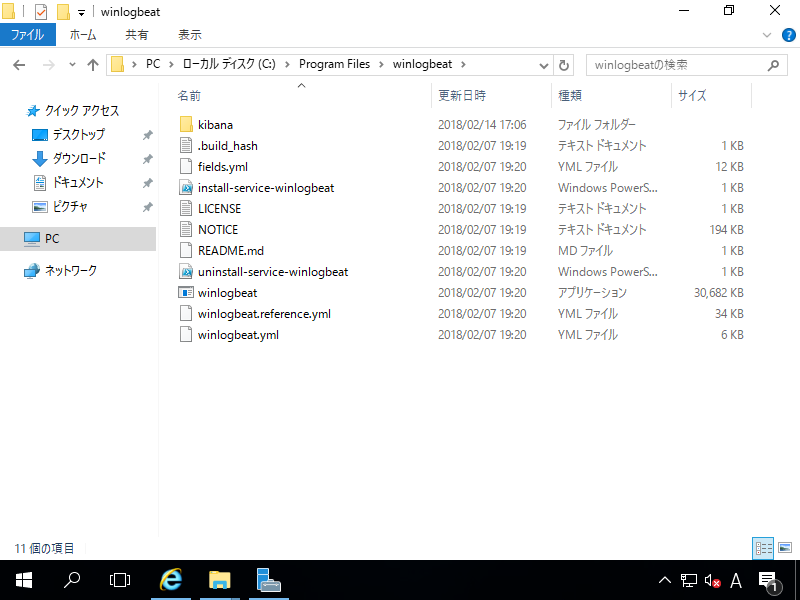 winlogbeat
ファイル ホーム 共有 表示
PC ローカル ディスク (C:) Program Files winlogbeat winlogbeatの検索
名前 更新日時 種類 サイズ
クイック アクセス
デスクトップ
ダウンロード
ドキュメント
ピクチャ
PC
ネットワーク
kibana 2018/02/14 17:06 ファイル フォルダー
.build_hash 2018/02/07 19:19 テキスト ドキュメント 1 KB
fields.yml 2018/02/07 19:20 YML ファイル 12 KB
install-service-winlogbeat 2018/02/07 19:20 Windows PowerS... 1 KB
LICENSE 2018/02/07 19:19 テキスト ドキュメント 1 KB
NOTICE 2018/02/07 19:19 テキスト ドキュメント 194 KB
README.md 2018/02/07 19:19 MD ファイル 1 KB
uninstall-service-winlogbeat 2018/02/07 19:20 Windows PowerS... 1 KB
winlogbeat 2018/02/07 19:20 アプリケーション 30,682 KB
winlogbeat.reference.yml 2018/02/07 19:20 YML ファイル 34 KB
winlogbeat.yml 2018/02/07 19:20 YML ファイル 6 KB
11 個の項目
A 1